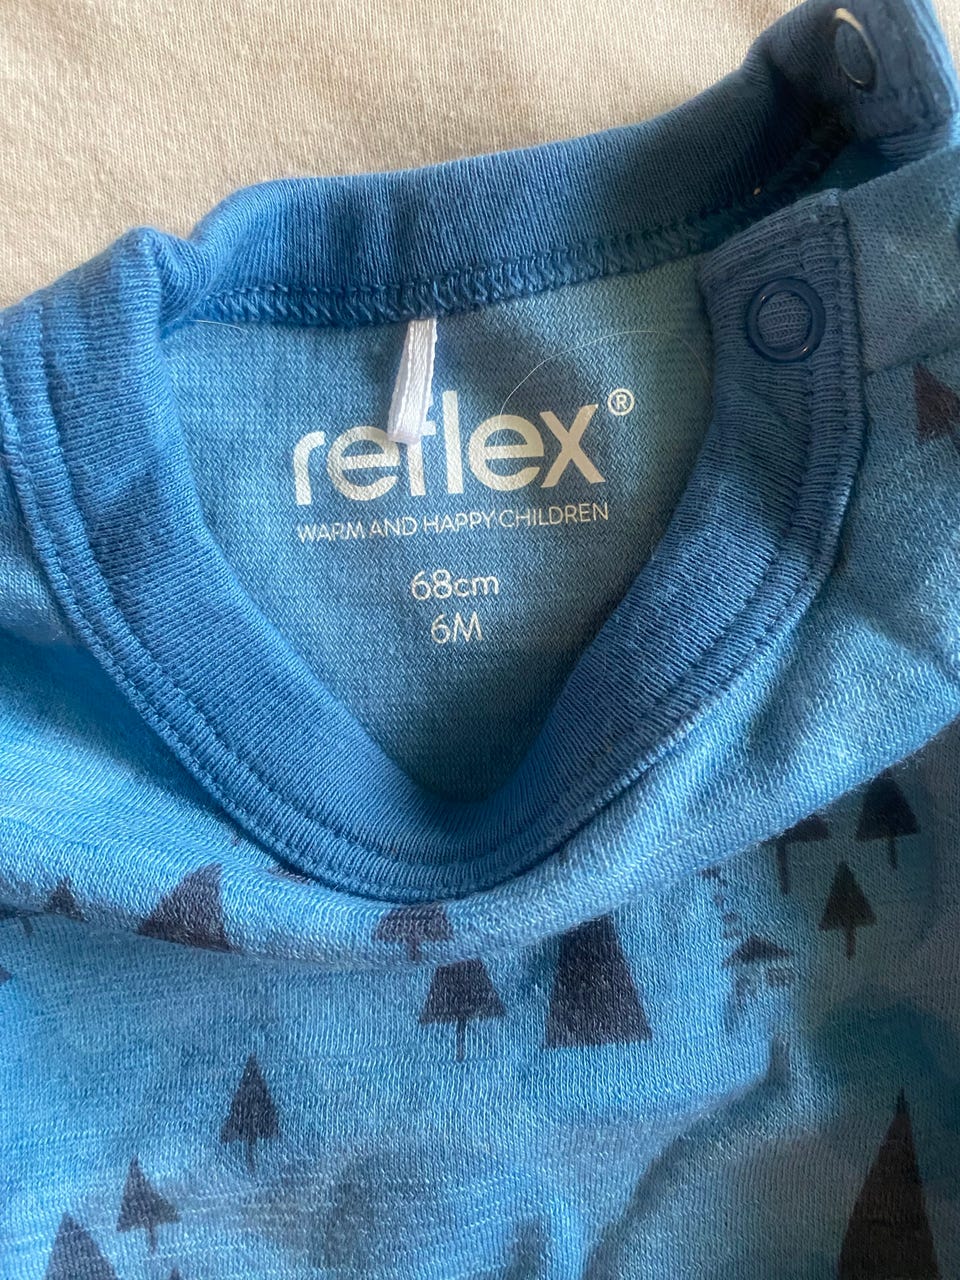 reflex®
WARM AND HAPPY CHILDREN
68cm
6M